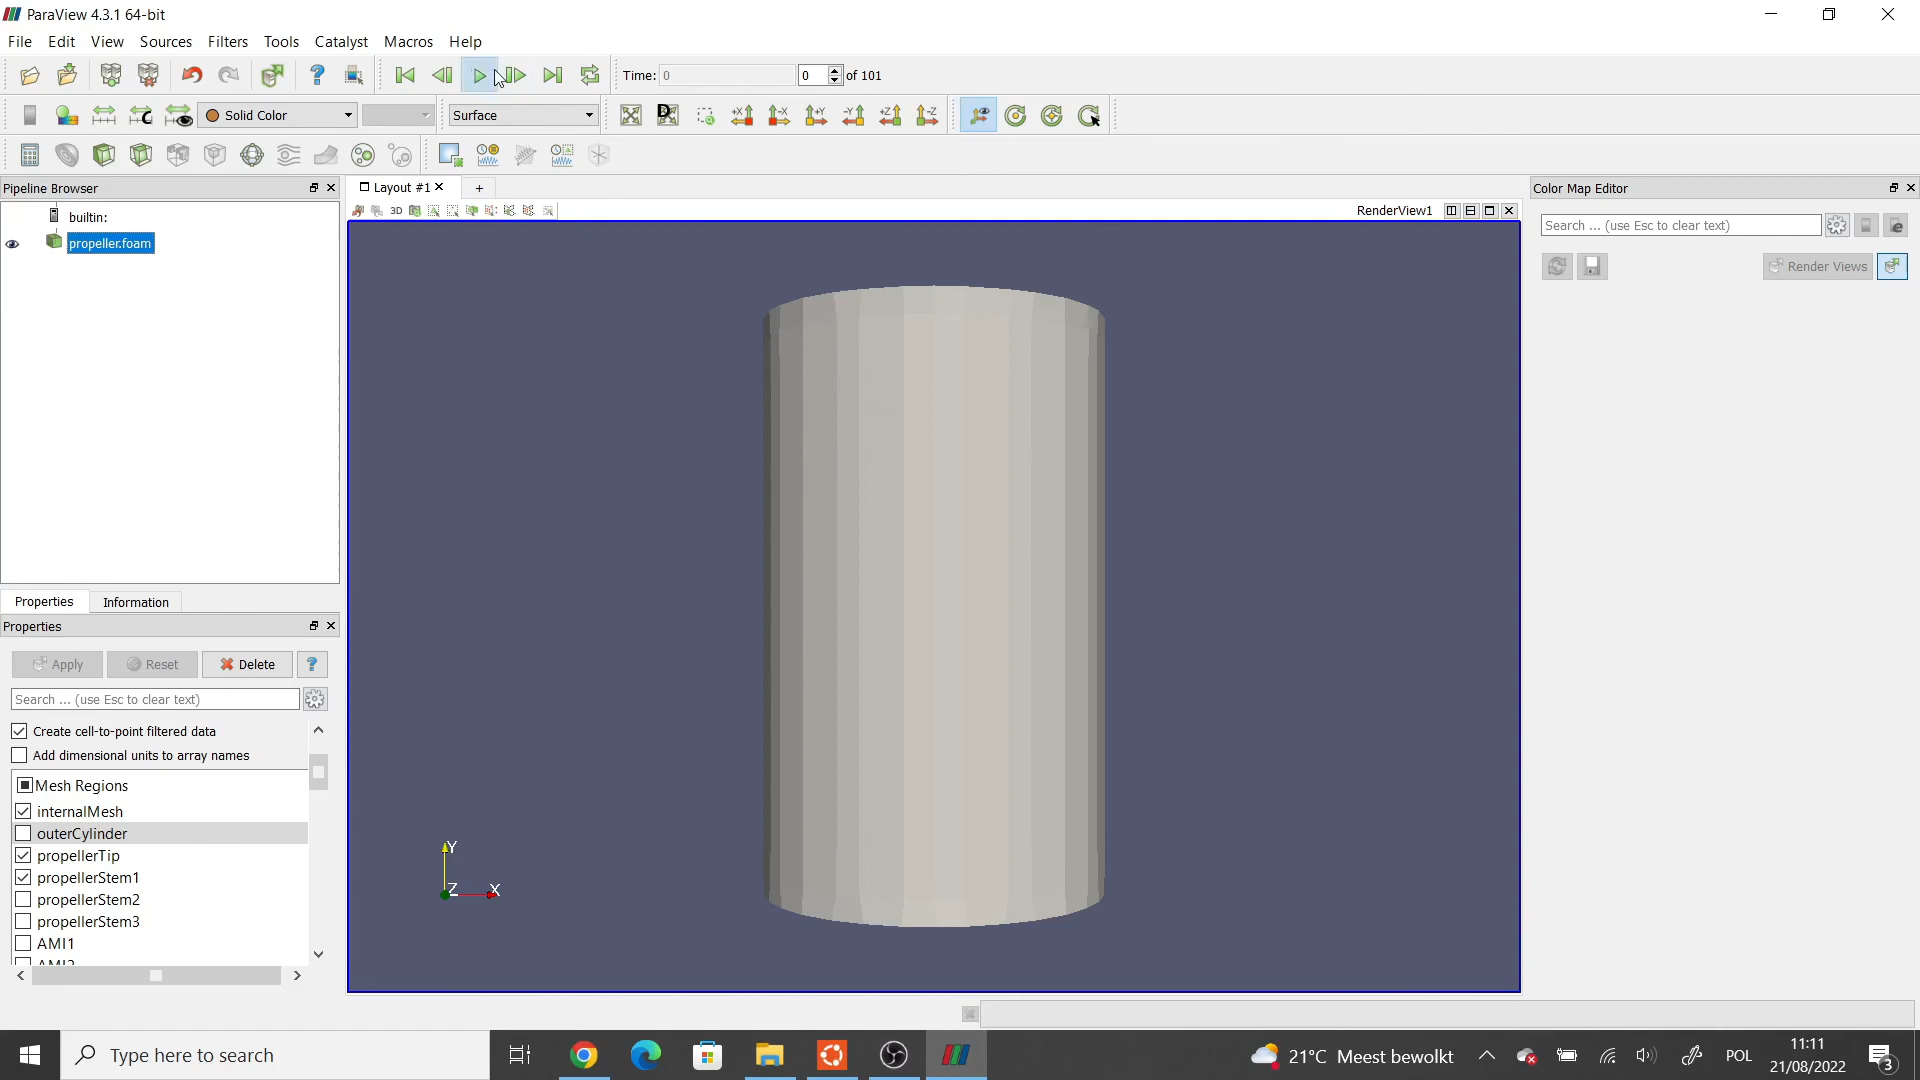 ParaView 4.3.1 64-bit
File Edit View Sources Filters Tools Catalyst Macros Help
Time: 0 0 of 101
Solid Color Surface +X -X +Y -Y +Z -Z
Pipeline Browser
Layout #1 +
Color Map Editor
3D RenderView1
builtin:
propeller.foam
Search ... (use Esc to clear text)
Render Views
Properties Information
Properties
Apply Reset Delete ?
Search ... (use Esc to clear text)
Create cell-to-point filtered data
Add dimensional units to array names
Mesh Regions
internalMesh
outerCylinder
propellerTip
propellerStem1
propellerStem2
propellerStem3
AMI1
AMI2
Y
Z X
Type here to search
21°C Meest bewolkt
POL
11:11
21/08/2022
3